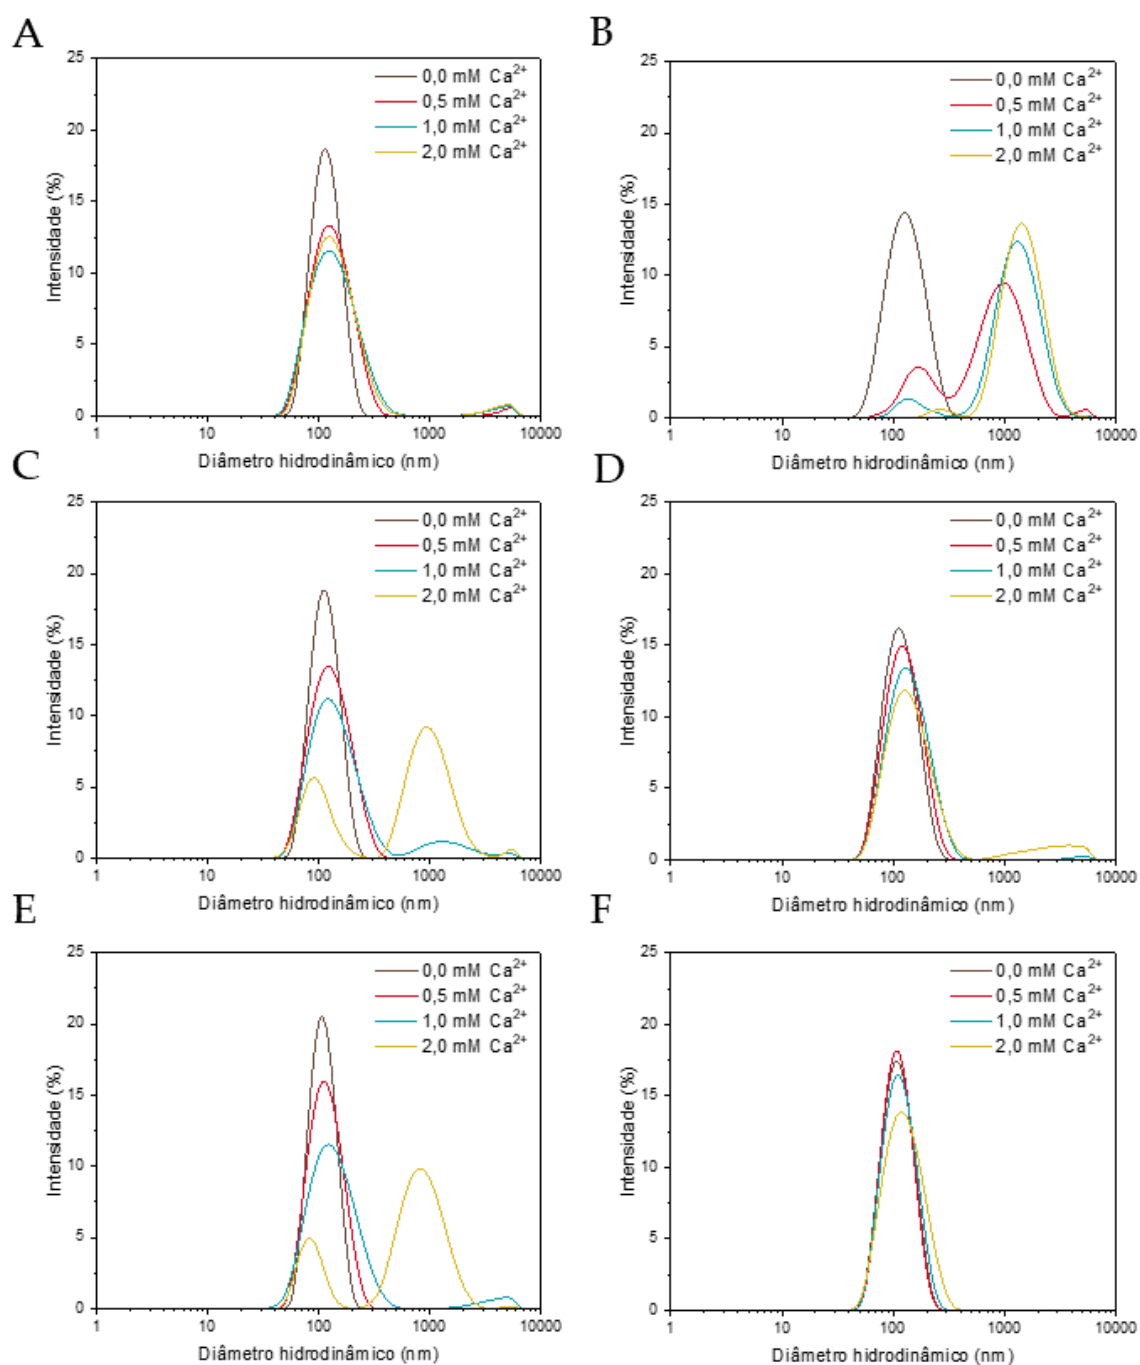 A
25
20
15
10
5
0
Intensidade (%)
0,0 mM Ca²⁺
0,5 mM Ca²⁺
1,0 mM Ca²⁺
2,0 mM Ca²⁺
1 10 100 1000 10000
Diâmetro hidrodinâmico (nm)
B
25
20
15
10
5
0
Intensidade (%)
0,0 mM Ca²⁺
0,5 mM Ca²⁺
1,0 mM Ca²⁺
2,0 mM Ca²⁺
1 10 100 1000 10000
Diâmetro hidrodinâmico (nm)
C
25
20
15
10
5
0
Intensidade (%)
0,0 mM Ca²⁺
0,5 mM Ca²⁺
1,0 mM Ca²⁺
2,0 mM Ca²⁺
1 10 100 1000 10000
Diâmetro hidrodinâmico (nm)
D
25
20
15
10
5
0
Intensidade (%)
0,0 mM Ca²⁺
0,5 mM Ca²⁺
1,0 mM Ca²⁺
2,0 mM Ca²⁺
1 10 100 1000 10000
Diâmetro hidrodinâmico (nm)
E
25
20
15
10
5
0
Intensidade (%)
0,0 mM Ca²⁺
0,5 mM Ca²⁺
1,0 mM Ca²⁺
2,0 mM Ca²⁺
1 10 100 1000 10000
Diâmetro hidrodinâmico (nm)
F
25
20
15
10
5
0
Intensidade (%)
0,0 mM Ca²⁺
0,5 mM Ca²⁺
1,0 mM Ca²⁺
2,0 mM Ca²⁺
1 10 100 1000 10000
Diâmetro hidrodinâmico (nm)